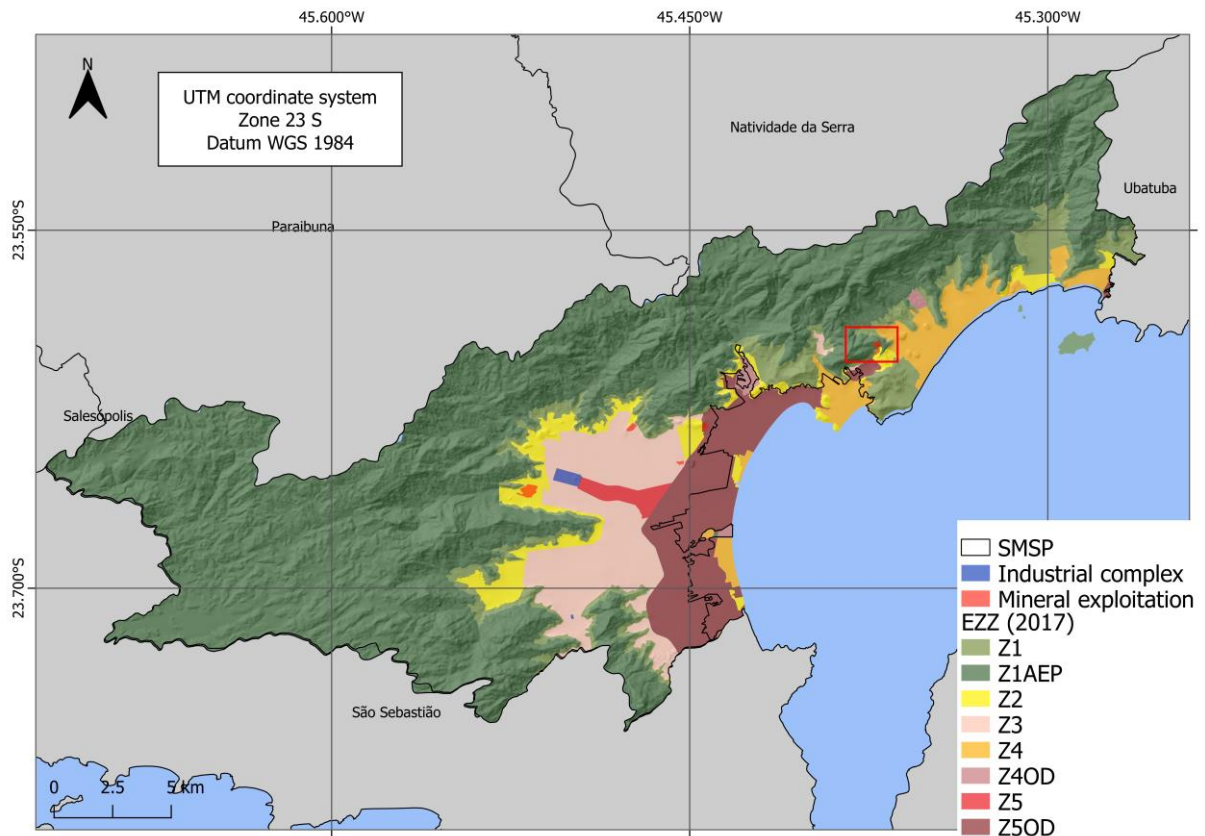 45.600°W
45.450°W
45.300°W
N
UTM coordinate system
Zone 23 S
Datum WGS 1984
Natividade da Serra
Ubatuba
Paraibuna
23.550°S
Salesópolis
23.700°S
São Sebastião
0 2.5 5 km
SMSP
Industrial complex
Mineral exploitation
EZZ (2017)
Z1
Z1AEP
Z2
Z3
Z4
Z4OD
Z5
Z5OD